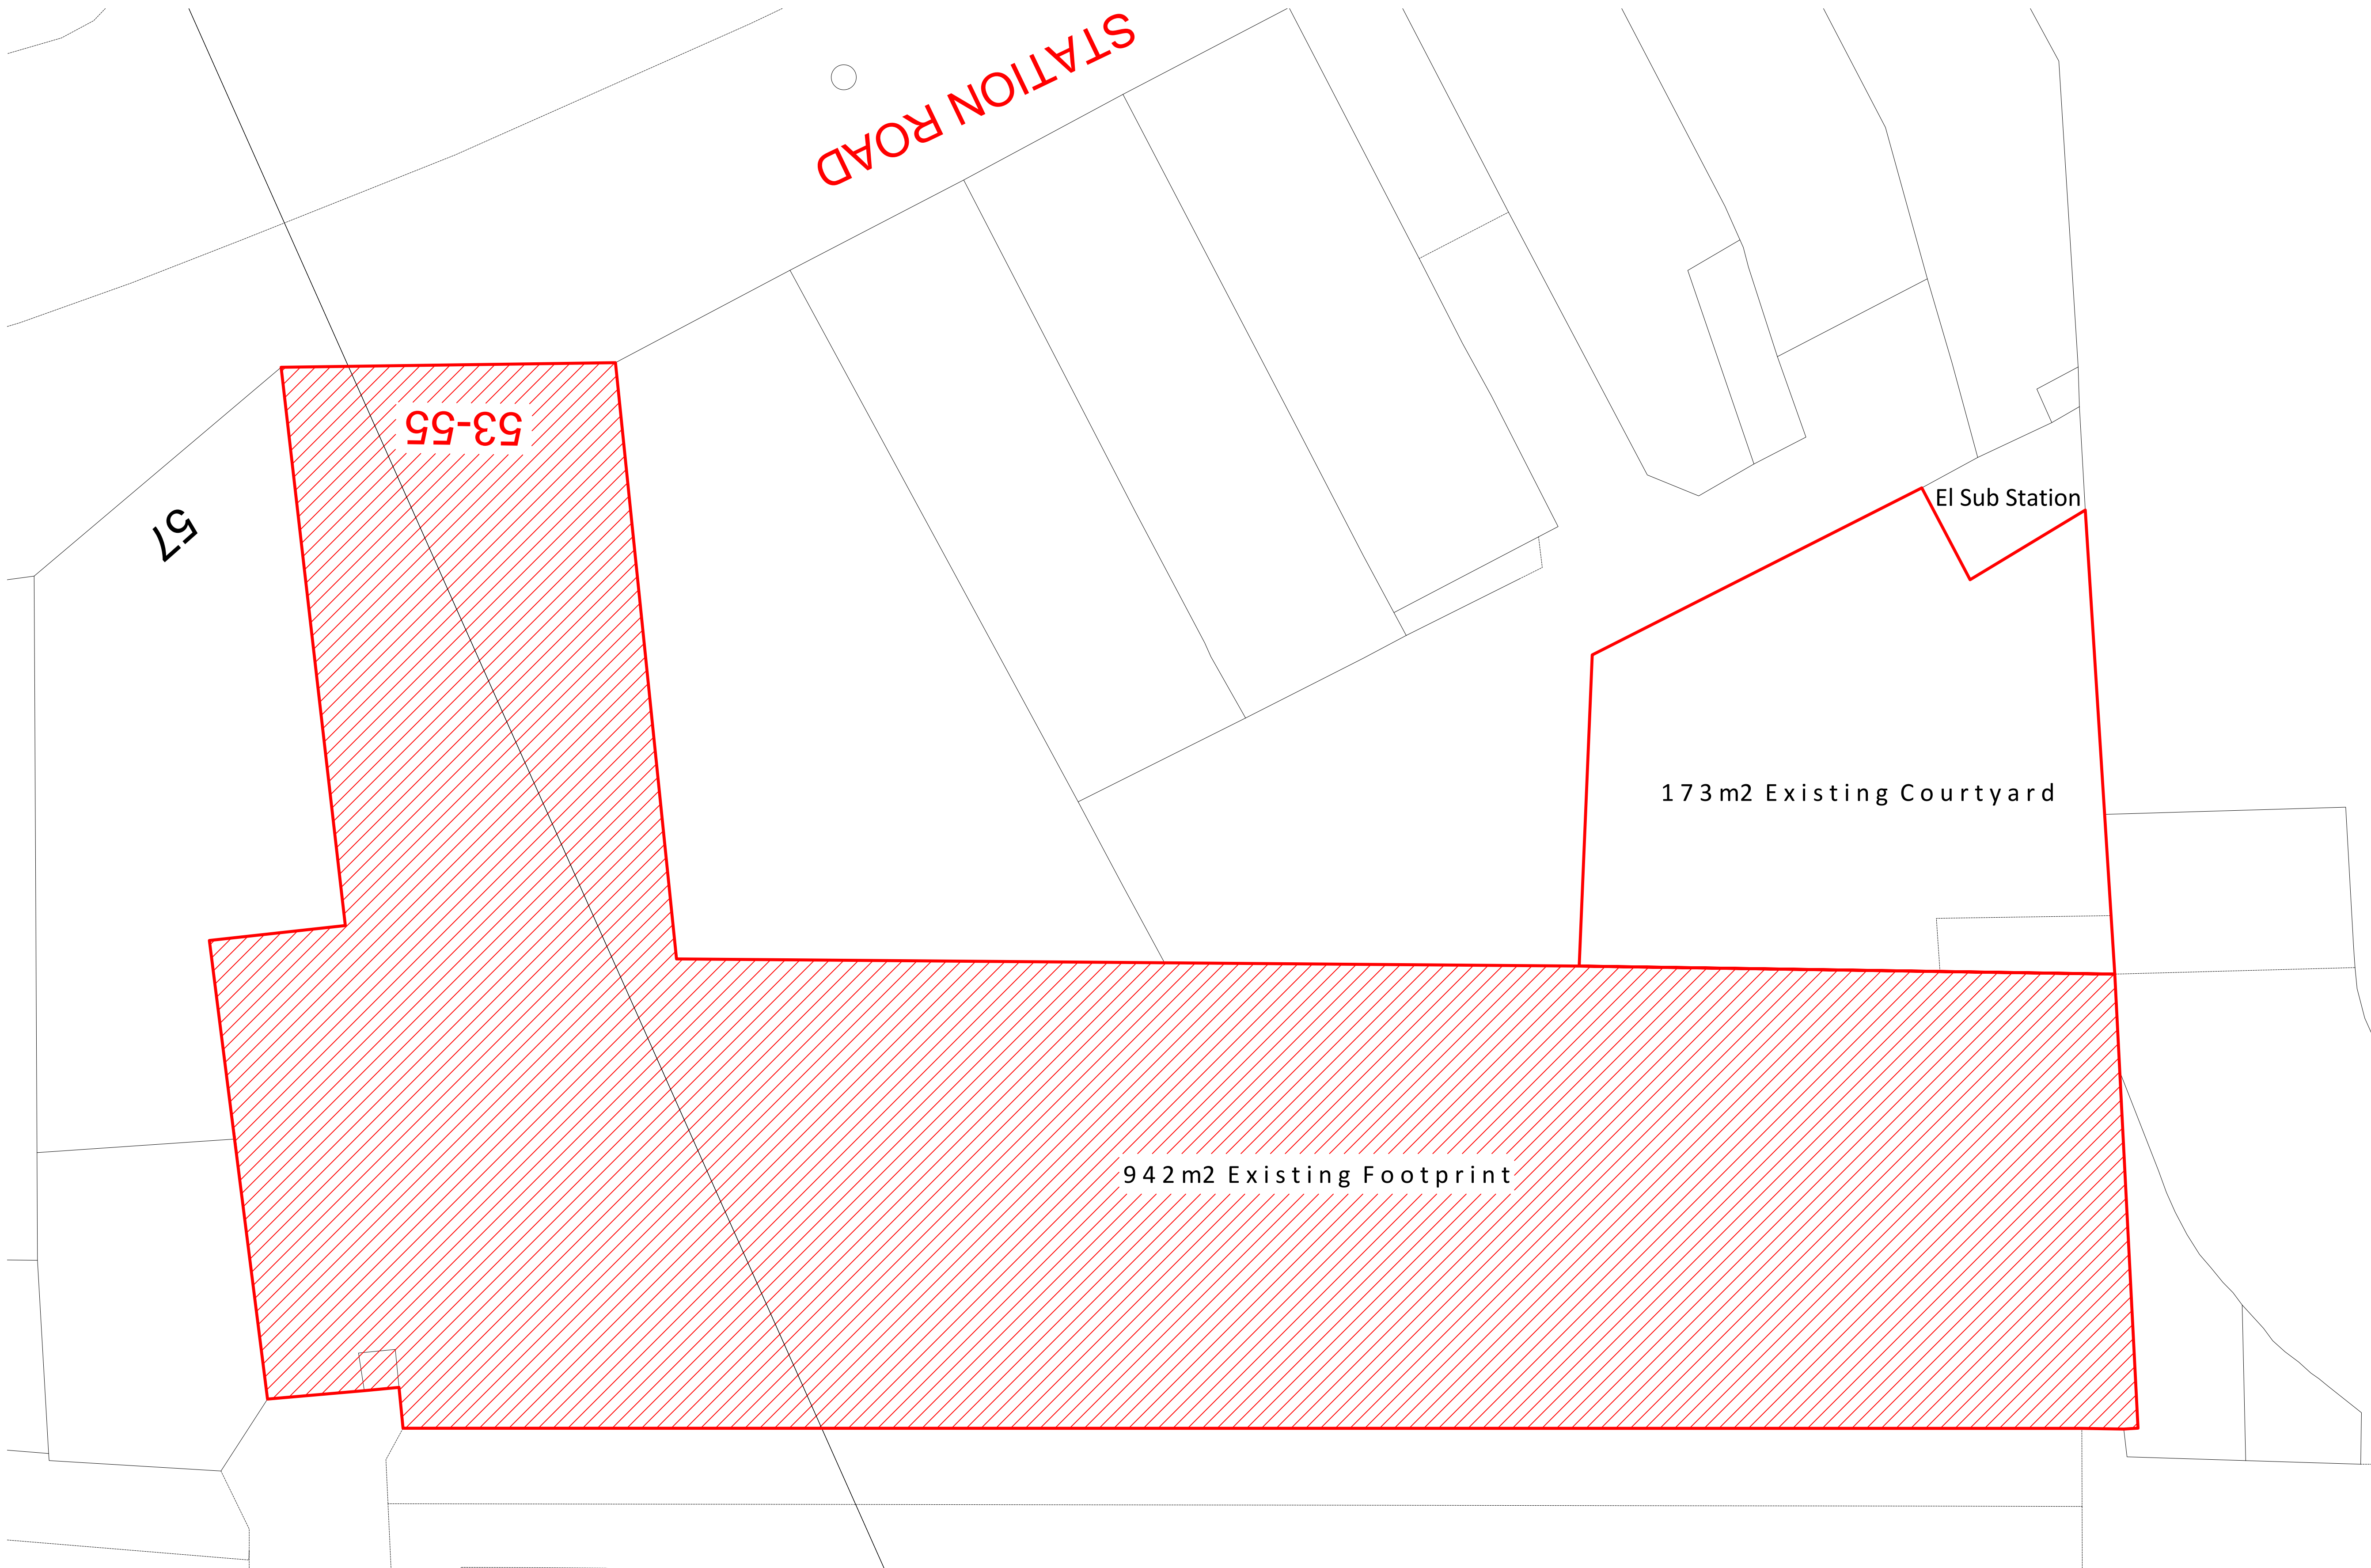 STATION ROAD
53-55
57
El Sub Station
173m2 Existing Courtyard
942m2 Existing Footprint